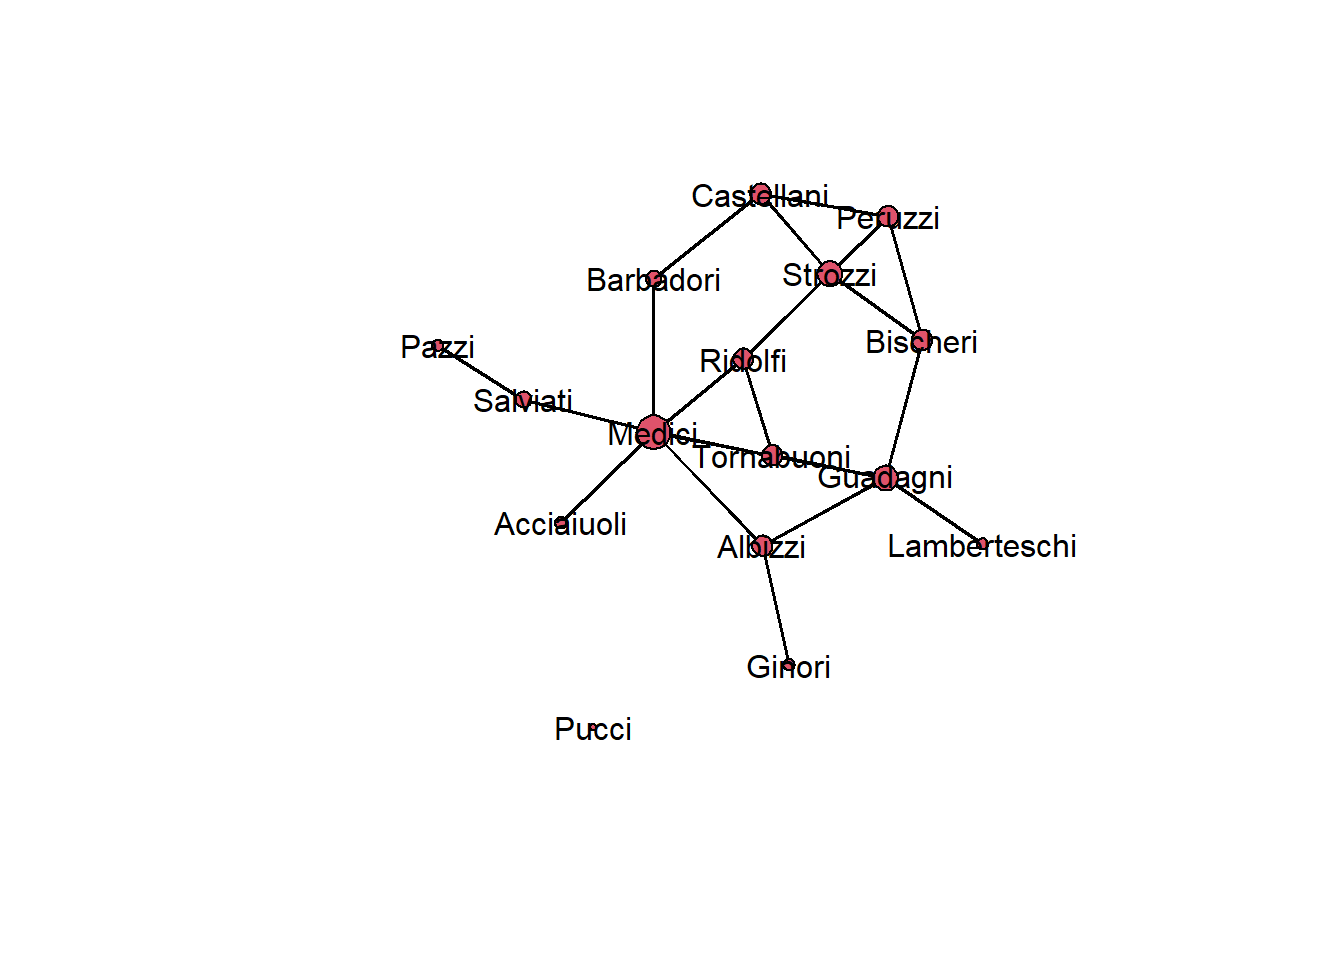 Castellani
Peruzzi
Strozzi
Barbadori
Bischeri
Pazzi
Ridolfi
Salviati
Medici
Tornabuoni
Guadagni
Acciaiuoli
Albizzi
Lamberteschi
Ginori
Pucci